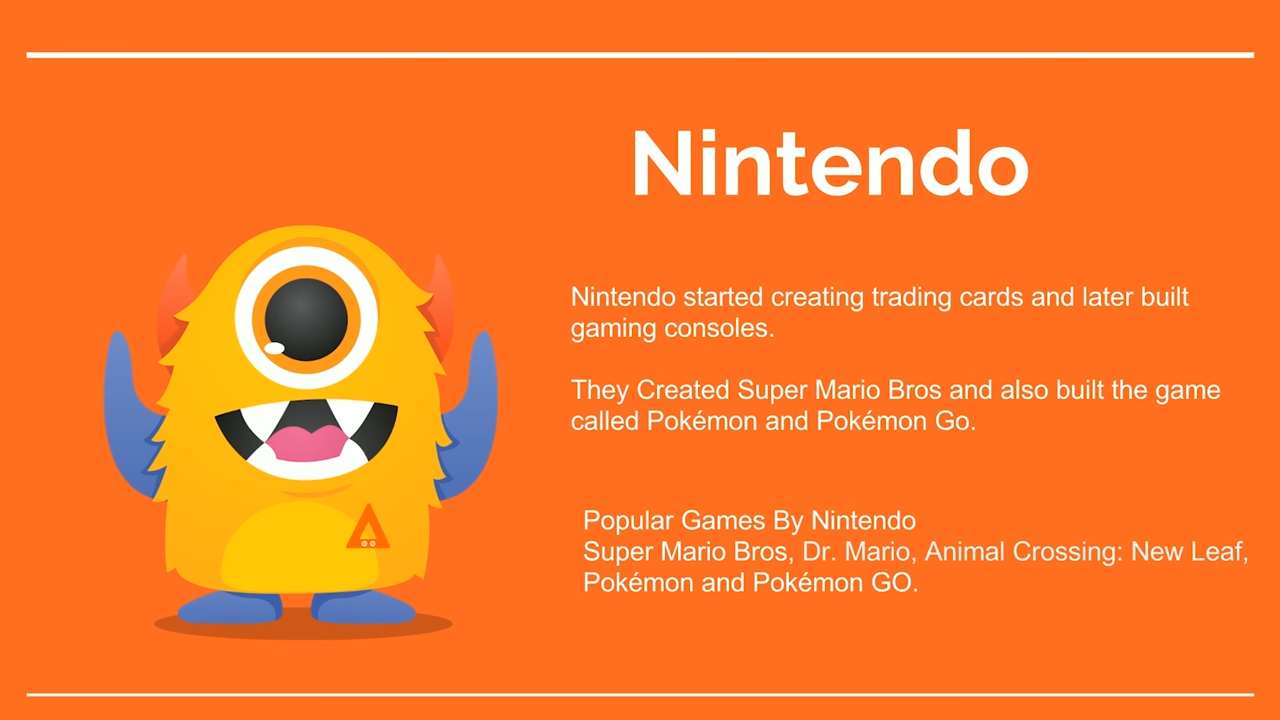 Nintendo
Nintendo started creating trading cards and later built
gaming consoles.
They Created Super Mario Bros and also built the game
called Pokémon and Pokémon Go.
Popular Games By Nintendo
Super Mario Bros, Dr. Mario, Animal Crossing: New Leaf,
Pokémon and Pokémon GO.